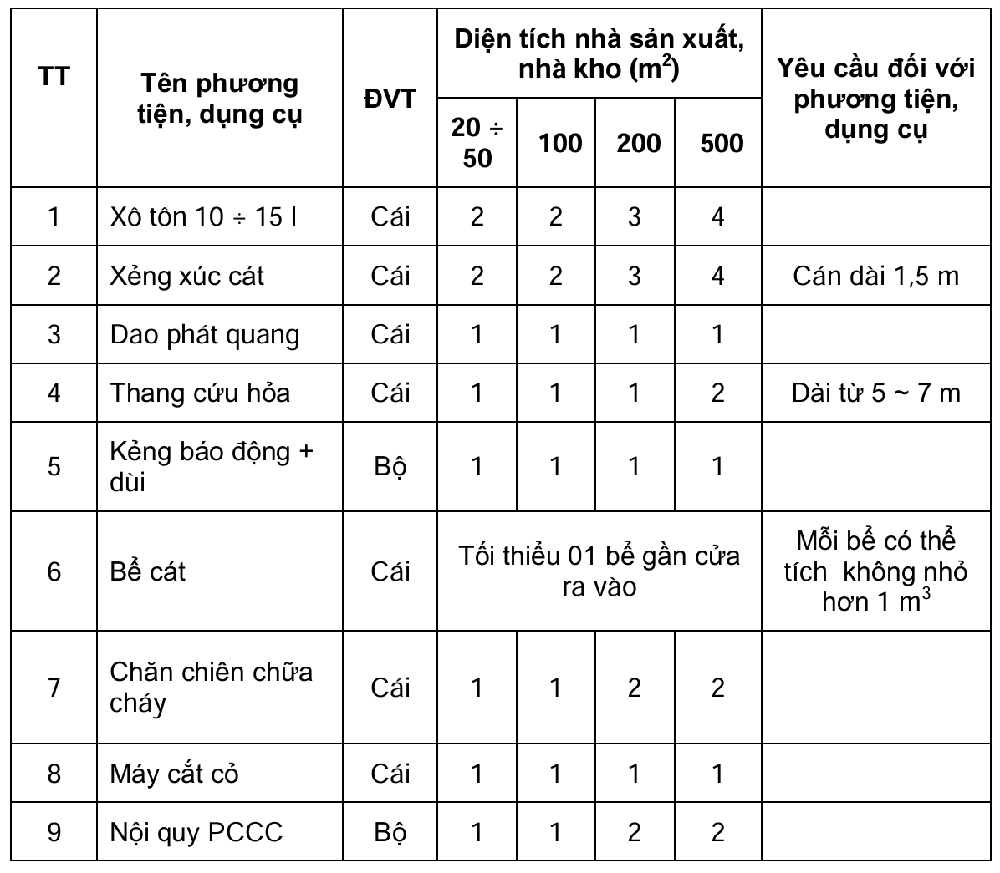 TT
Tên phương
tiện, dụng cụ
ĐVT
Diện tích nhà sản xuất,
nhà kho (m²)
Yêu cầu đối với
phương tiện,
dụng cụ
20 ÷
50
100
200
500
1 Xô tôn 10 ÷ 15 l Cái 2 2 3 4
2 Xẻng xúc cát Cái 2 2 3 4 Cán dài 1,5 m
3 Dao phát quang Cái 1 1 1 1
4 Thang cứu hỏa Cái 1 1 1 2 Dài từ 5 ~ 7 m
5
Kẻng báo động +
dùi
Bộ 1 1 1 1
6 Bể cát Cái
Tối thiểu 01 bể gần cửa
ra vào
Mỗi bể có thể
tích không nhỏ
hơn 1 m³
7
Chăn chiên chữa
cháy
Cái 1 1 2 2
8 Máy cắt cỏ Cái 1 1 1 1
9 Nội quy PCCC Bộ 1 1 2 2